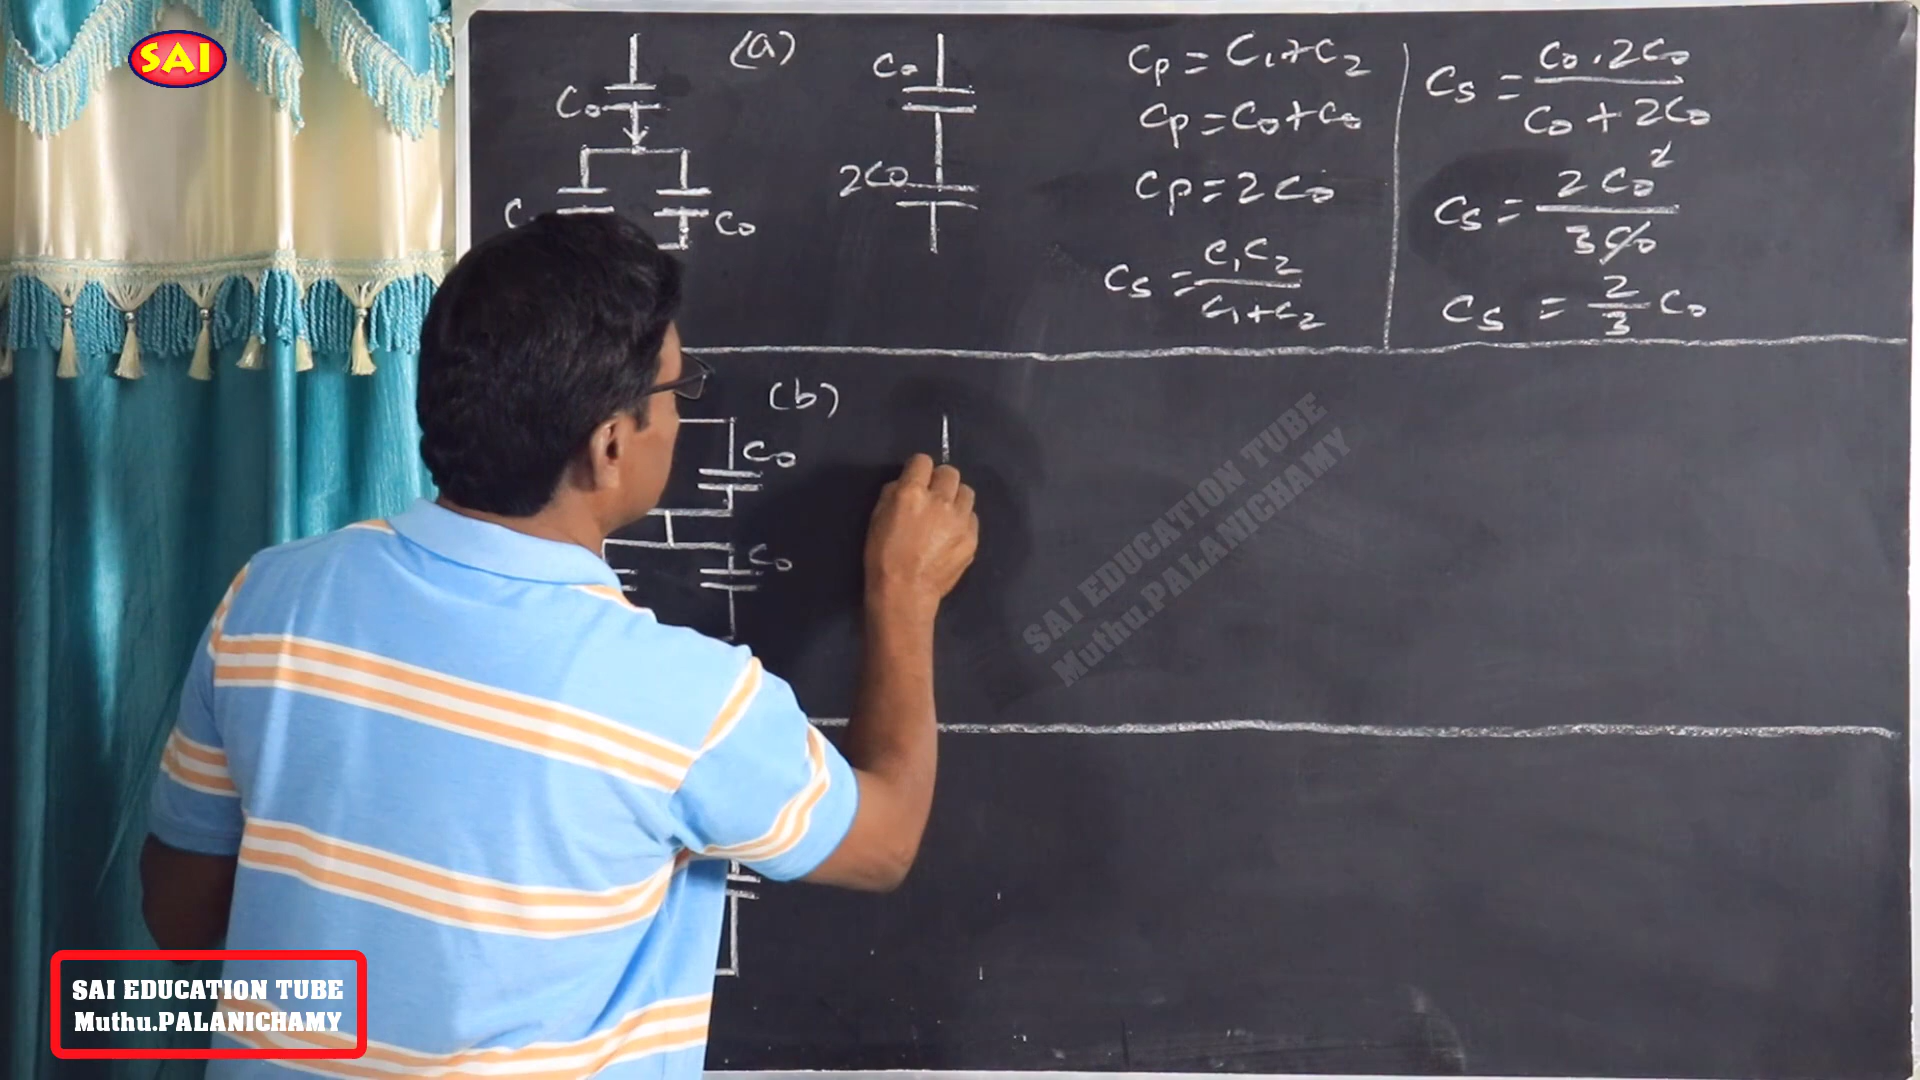 SAI
(a)
C₀
C₀
C₀
2C₀
Cp = C₁+C₂
Cp = C₀+C₀
Cp = 2C₀
Cs = C₁C₂ / C₁+C₂
Cs = C₀.2C₀ / C₀+2C₀
Cs = 2C₀² / 3C₀
Cs = 2/3 C₀
(b)
C₀
C₀
SAI EDUCATION TUBE
Muthu.PALANICHAMY
SAI EDUCATION TUBE
Muthu.PALANICHAMY